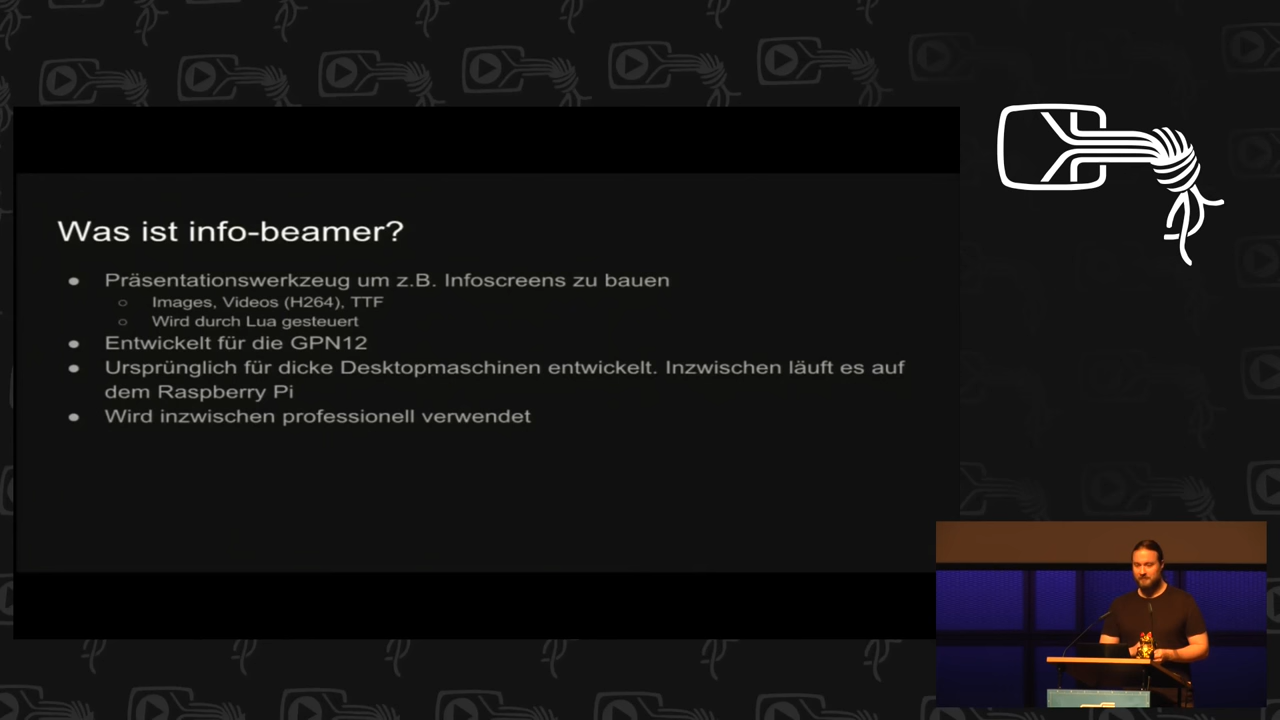 Was ist info-beamer?
● Präsentationswerkzeug um z.B. Infoscreens zu bauen
○ Images, Videos (H264), TTF
○ Wird durch Lua gesteuert
● Entwickelt für die GPN12
● Ursprünglich für dicke Desktopmaschinen entwickelt. Inzwischen läuft es auf
dem Raspberry Pi
● Wird inzwischen professionell verwendet